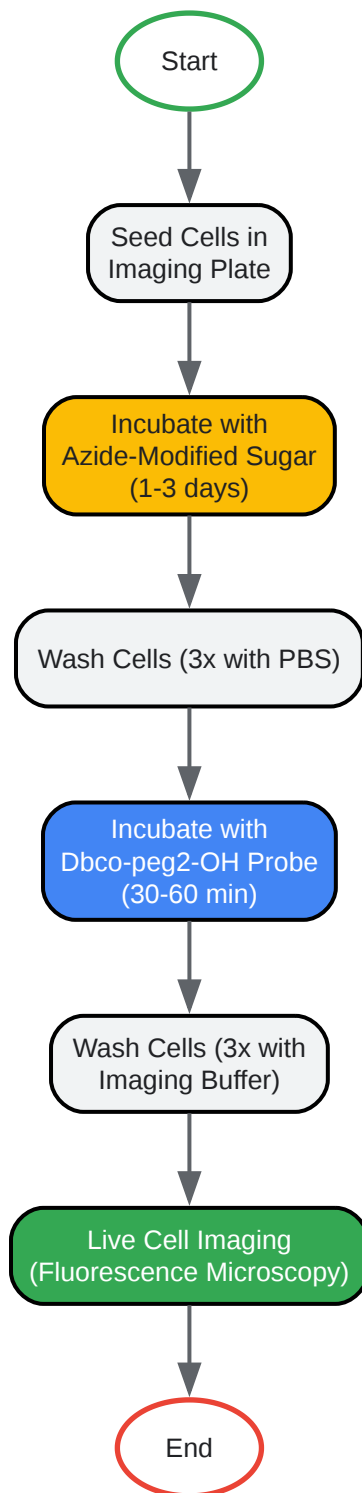 Start
Seed Cells in
Imaging Plate
Incubate with
Azide-Modified Sugar
(1-3 days)
Wash Cells (3x with PBS)
Incubate with
Dbco-peg2-OH Probe
(30-60 min)
Wash Cells (3x with
Imaging Buffer)
Live Cell Imaging
(Fluorescence Microscopy)
End